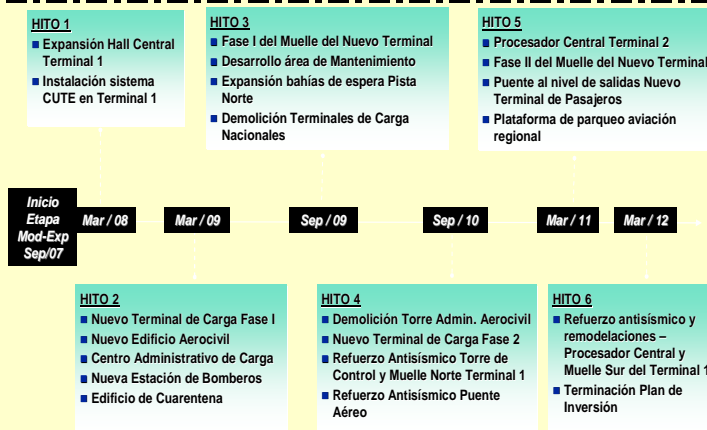 HITO 1
Expansión Hall Central
Terminal 1
Instalación sistema
CUTE en Terminal 1
HITO 3
Fase I del Muelle del Nuevo Terminal
Desarrollo área de Mantenimiento
Expansión bahías de espera Pista
Norte
Demolición Terminales de Carga
Nacionales
HITO 5
Procesador Central Terminal 2
Fase II del Muelle del Nuevo Terminal
Puente al nivel de salidas Nuevo
Terminal de Pasajeros
Plataforma de parqueo aviación
regional
Inicio
Etapa
Mod-Exp
Sep/07
Mar / 08
Mar / 09
Sep / 09
Sep / 10
Mar / 11
Mar / 12
HITO 2
Nuevo Terminal de Carga Fase I
Nuevo Edificio Aerocivil
Centro Administrativo de Carga
Nueva Estación de Bomberos
Edificio de Cuarentena
HITO 4
Demolición Torre Admin. Aerocivil
Nuevo Terminal de Carga Fase 2
Refuerzo Antisísmico Torre de
Control y Muelle Norte Terminal 1
Refuerzo Antisísmico Puente
Aéreo
HITO 6
Refuerzo antisísmico y
remodelaciones –
Procesador Central y
Muelle Sur del Terminal 1
Terminación Plan de
Inversión